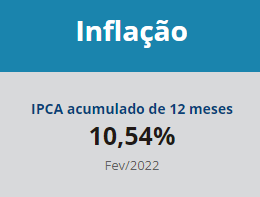 Inflação
IPCA acumulado de 12 meses
10,54%
Fev/2022